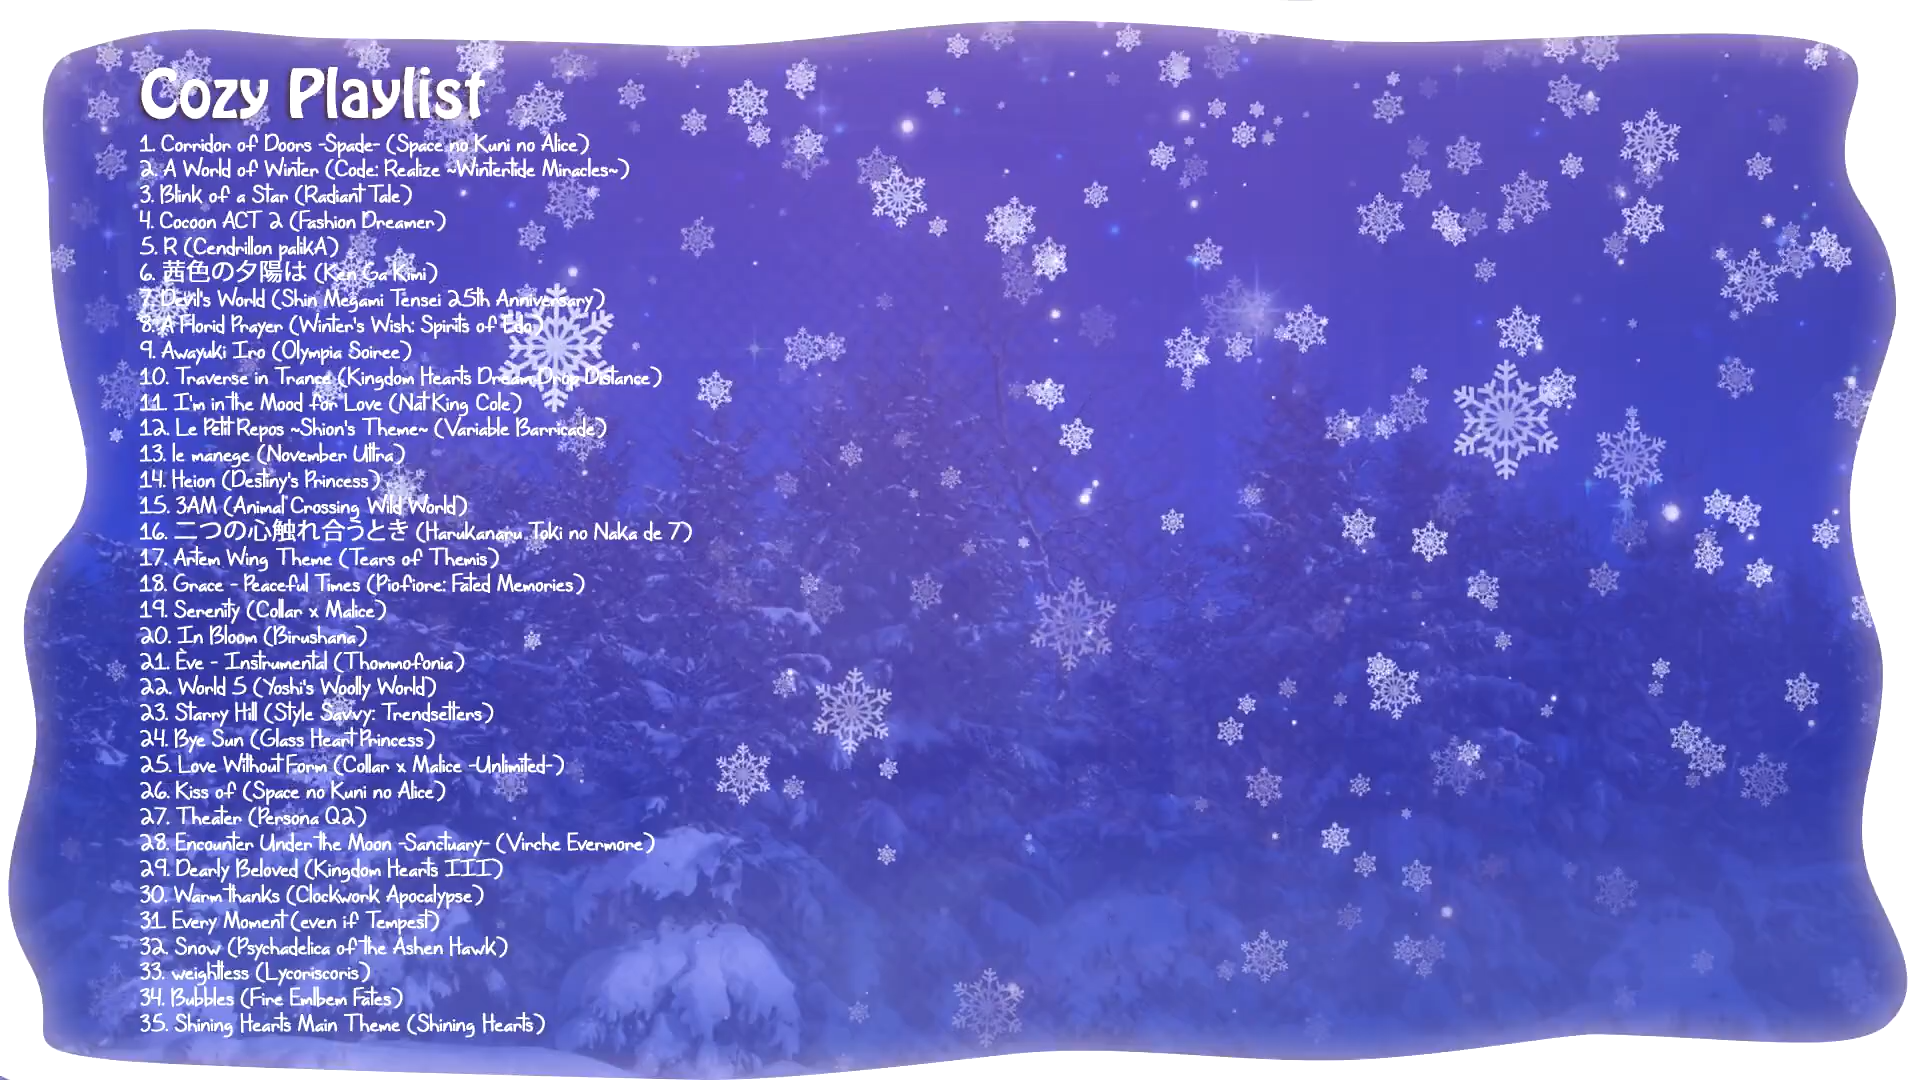 Cozy Playlist
1. Corridor of Doors -Spade- (Space no Kuni no Alice)
2. A World of Winter (Code: Realize ~Wintertide Miracles~)
3. Blink of a Star (Radiant Tale)
4. Cocoon ACT 2 (Fashion Dreamer)
5. R (Cendrillon palikA)
6. 茜色の夕陽は (Ken Ga Kimi)
7. Devil's World (Shin Megami Tensei 25th Anniversary)
8. A Florid Prayer (Winter's Wish: Spirits of Edo)
9. Awayuki Iro (Olympia Soiree)
10. Traverse in Trance (Kingdom Hearts Dream Drop Distance)
11. I'm in the Mood for Love (Nat King Cole)
12. Le Petit Repos ~Shion's Theme~ (Variable Barricade)
13. le manege (November Ultra)
14. Heion (Destiny's Princess)
15. 3AM (Animal Crossing Wild World)
16. 二つの心触れ合うとき (Harukanaru Toki no Naka de 7)
17. Artem Wing Theme (Tears of Themis)
18. Grace - Peaceful Times (Piofiore: Fated Memories)
19. Serenity (Collar x Malice)
20. In Bloom (Birushana)
21. Ève - Instrumental (Thommofonia)
22. World 5 (Yoshi's Woolly World)
23. Starry Hill (Style Savvy: Trendsetters)
24. Bye Sun (Glass Heart Princess)
25. Love Without Form (Collar x Malice -Unlimited-)
26. Kiss of (Space no Kuni no Alice)
27. Theater (Persona Q2)
28. Encounter Under the Moon -Sanctuary- (Virche Evermore)
29. Dearly Beloved (Kingdom Hearts III)
30. Warm thanks (Clockwork Apocalypse)
31. Every Moment (even if Tempest)
32. Snow (Psychadelica of the Ashen Hawk)
33. weightless (Lycoriscoris)
34. Bubbles (Fire Emlbem Fates)
35. Shining Hearts Main Theme (Shining Hearts)